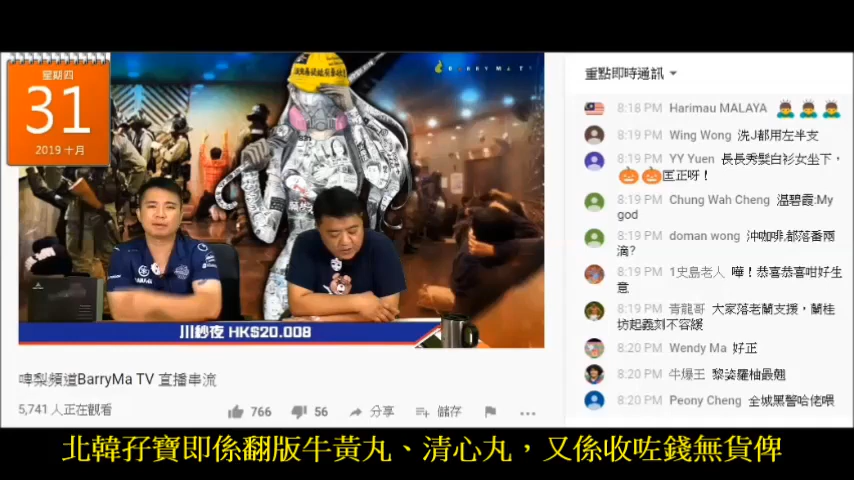 星期四
31
2019 十月
BARRYMA TV
川紗夜 HK$20.008
啤梨頻道BarryMa TV 直播串流
5,741 人正在觀看
766
56
分享
儲存
重點即時通訊
8:18 PM Harimau MALAYA
8:19 PM Wing Wong 洗J都用左半支
8:19 PM YY Yuen 長長秀髮白衫女坐下,
匡正呀!
8:19 PM Chung Wah Cheng 温碧霞:My
god
8:19 PM doman wong 沖咖啡,都落番兩
滴?
8:19 PM 1史島老人 嘩!恭喜恭喜咁好生
意
8:19 PM 青龍哥 大家落老蘭支援,蘭桂
坊起義刻不容緩
8:20 PM Wendy Ma 好正
8:20 PM 牛爆王 黎姿羅柚最翹
8:20 PM Peony Cheng 全城黑警哈佬喂
北韓孖寶即係翻版牛黃丸、清心丸,又係收咗錢無貨俾